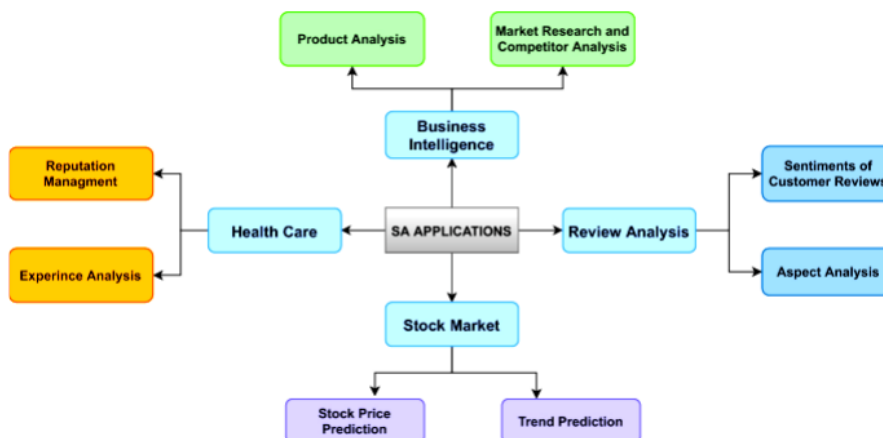 Product Analysis
Market Research and
Competitor Analysis
Business
Intelligence
Reputation
Managment
Sentiments of
Customer Reviews
Health Care
SA APPLICATIONS
Review Analysis
Experince Analysis
Aspect Analysis
Stock Market
Stock Price
Prediction
Trend Prediction